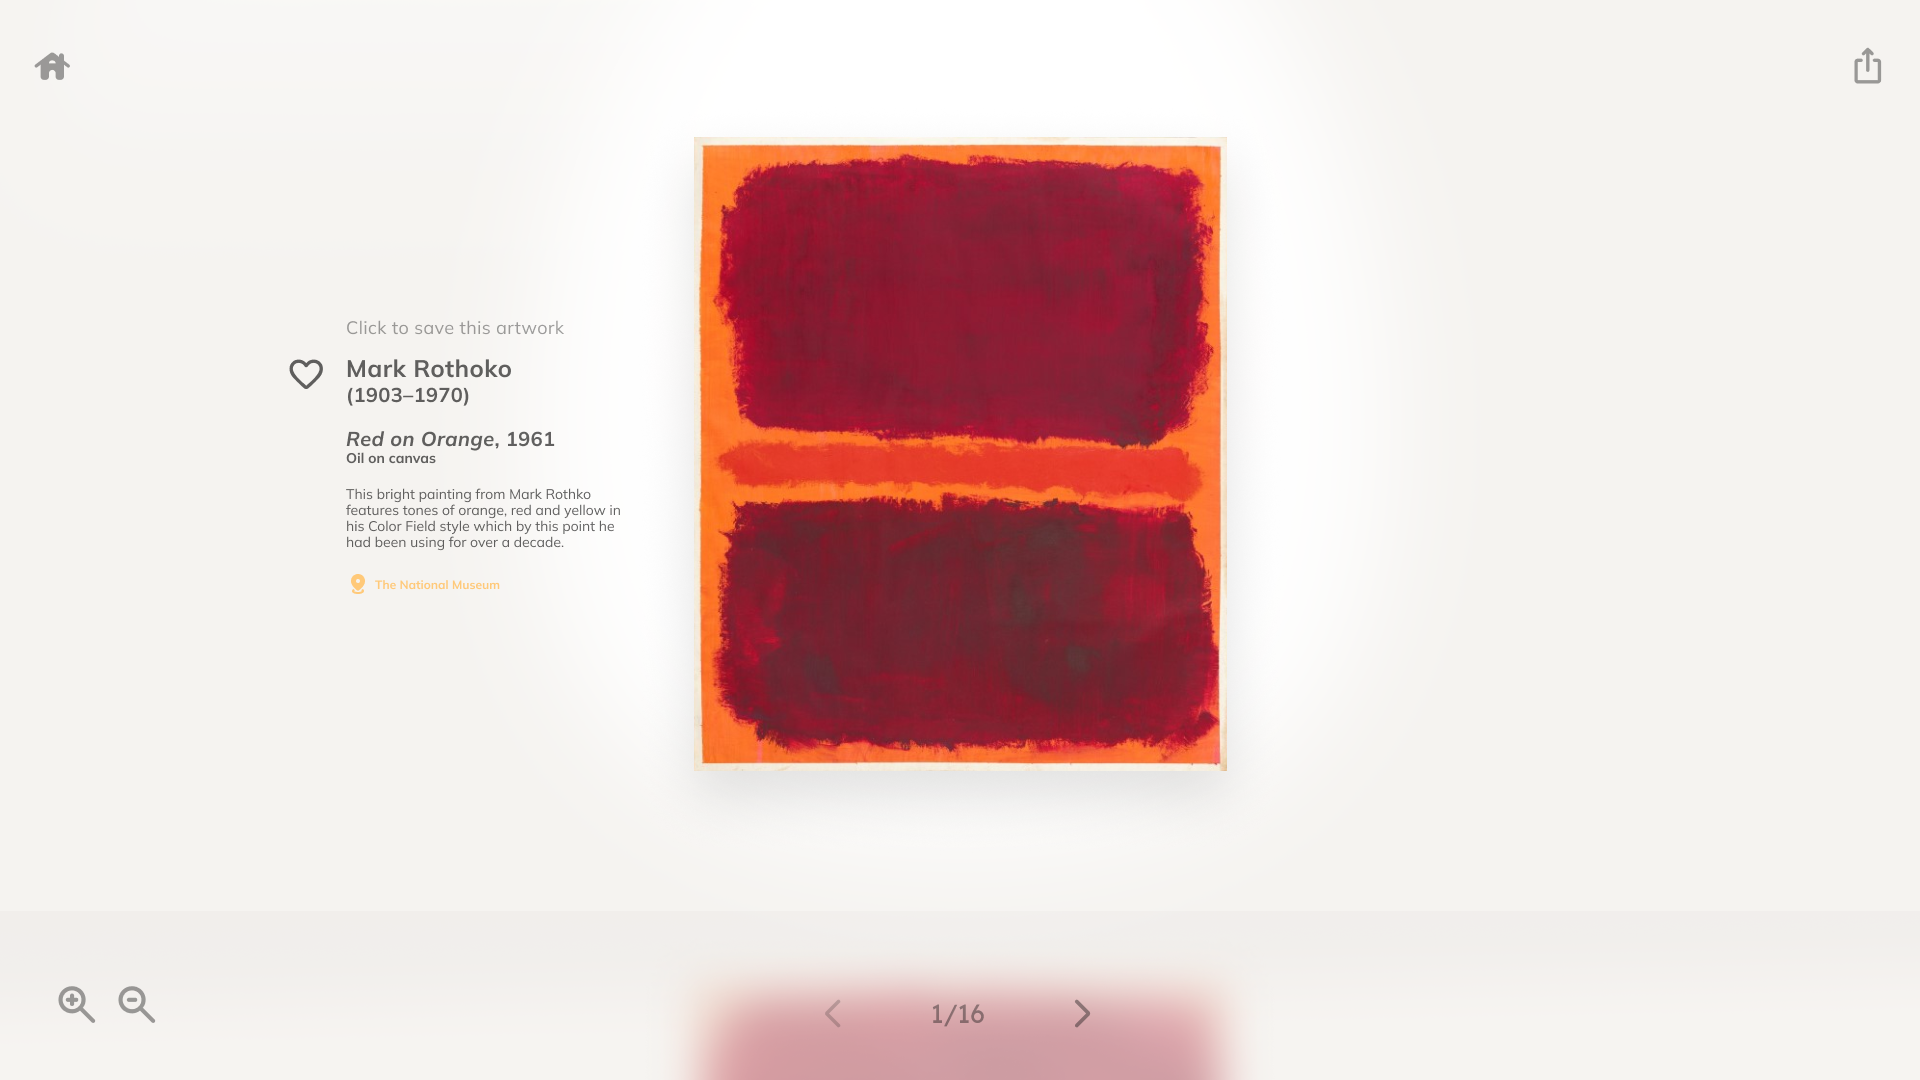 Click to save this artwork
Mark Rothoko
(1903–1970)
Red on Orange, 1961
Oil on canvas
This bright painting from Mark Rothko
features tones of orange, red and yellow in
his Color Field style which by this point he
had been using for over a decade.
The National Museum
1/16